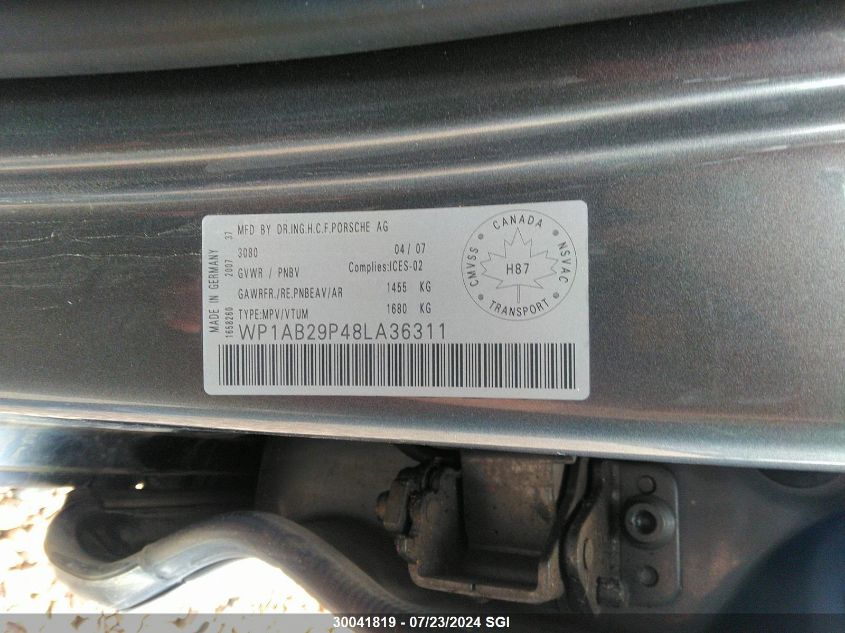 MFD BY DR.ING.H.C.F.PORSCHE AG
3080 04/07
GVWR / PNBV Complies:ICES-02
GAWRFR./RE.PNBEAV/AR 1455 KG
TYPE:MPV/VTUM 1680 KG
WP1AB29P48LA36311
MADE IN GERMANY
1658260 2007 37
CANADA
CMVSS
NSVAC
H87
TRANSPORT
30041819 - 07/23/2024 SGI